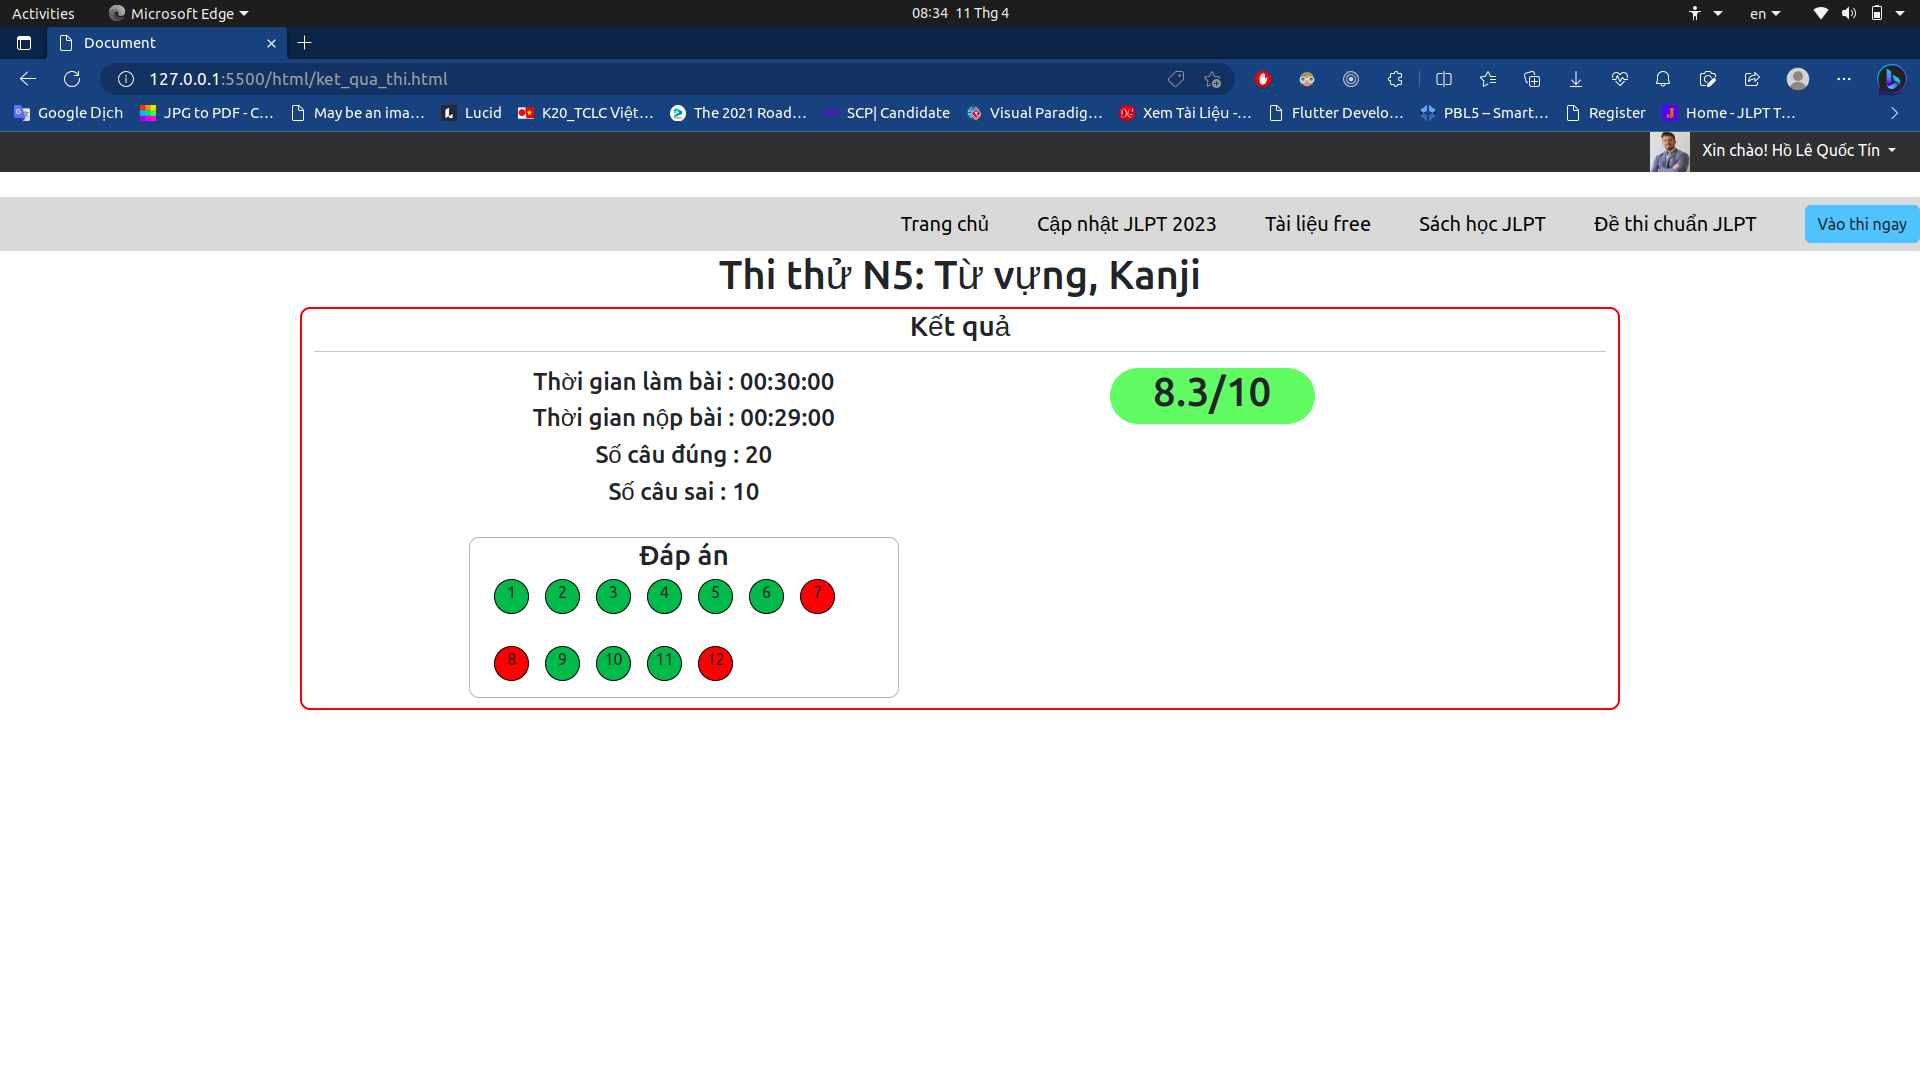 Activities Microsoft Edge 08:34 11 Thg 4 en
Document
127.0.0.1:5500/html/ket_qua_thi.html
Google Dịch JPG to PDF - C... May be an ima... Lucid K20_TCLC Việt... The 2021 Road... SCP| Candidate Visual Paradig... Xem Tài Liệu -... Flutter Develo... PBL5 – Smart... Register Home - JLPT T...
Xin chào! Hồ Lê Quốc Tín
Trang chủ Cập nhật JLPT 2023 Tài liệu free Sách học JLPT Đề thi chuẩn JLPT Vào thi ngay
Thi thử N5: Từ vựng, Kanji
Kết quả
Thời gian làm bài : 00:30:00
8.3/10
Thời gian nộp bài : 00:29:00
Số câu đúng : 20
Số câu sai : 10
Đáp án
1 2 3 4 5 6 7
8 9 10 11 12